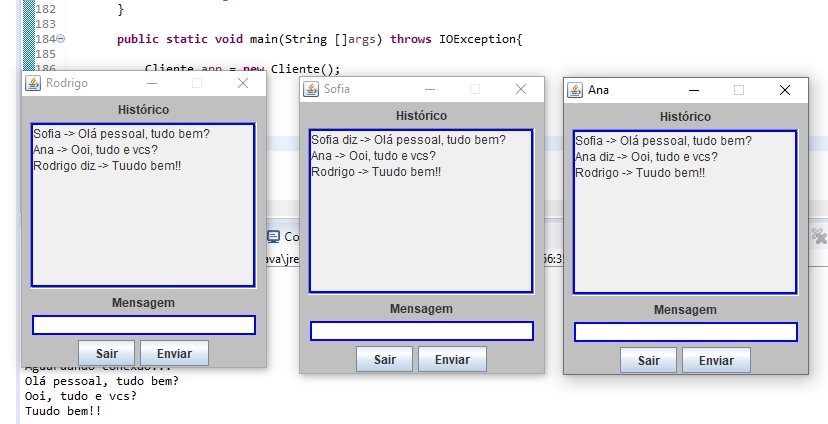 182
}
183
184
public static void main(String []args) throws IOException{
185
186
Cliente app = new Cliente();
Rodrigo
Histórico
Sofia -> Olá pessoal, tudo bem?
Ana -> Ooi, tudo e vcs?
Rodrigo diz -> Tuudo bem!!
Mensagem
Sair
Enviar
Sofia
Histórico
Sofia diz -> Olá pessoal, tudo bem?
Ana -> Ooi, tudo e vcs?
Rodrigo -> Tuudo bem!!
Mensagem
Sair
Enviar
Ana
Histórico
Sofia -> Olá pessoal, tudo bem?
Ana diz -> Ooi, tudo e vcs?
Rodrigo -> Tuudo bem!!
Mensagem
Sair
Enviar
Co
ava\jre
56:3
Aguardando conexão...
Olá pessoal, tudo bem?
Ooi, tudo e vcs?
Tuudo bem!!